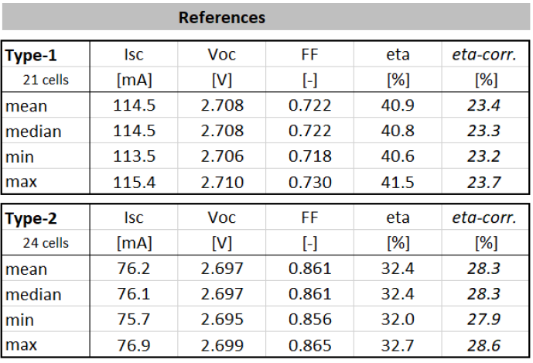 References
Type-1 Isc Voc FF eta eta-corr.
21 cells [mA] [V] [-] [%] [%]
mean 114.5 2.708 0.722 40.9 23.4
median 114.5 2.708 0.722 40.8 23.3
min 113.5 2.706 0.718 40.6 23.2
max 115.4 2.710 0.730 41.5 23.7
Type-2 Isc Voc FF eta eta-corr.
24 cells [mA] [V] [-] [%] [%]
mean 76.2 2.697 0.861 32.4 28.3
median 76.1 2.697 0.861 32.4 28.3
min 75.7 2.695 0.856 32.0 27.9
max 76.9 2.699 0.865 32.7 28.6